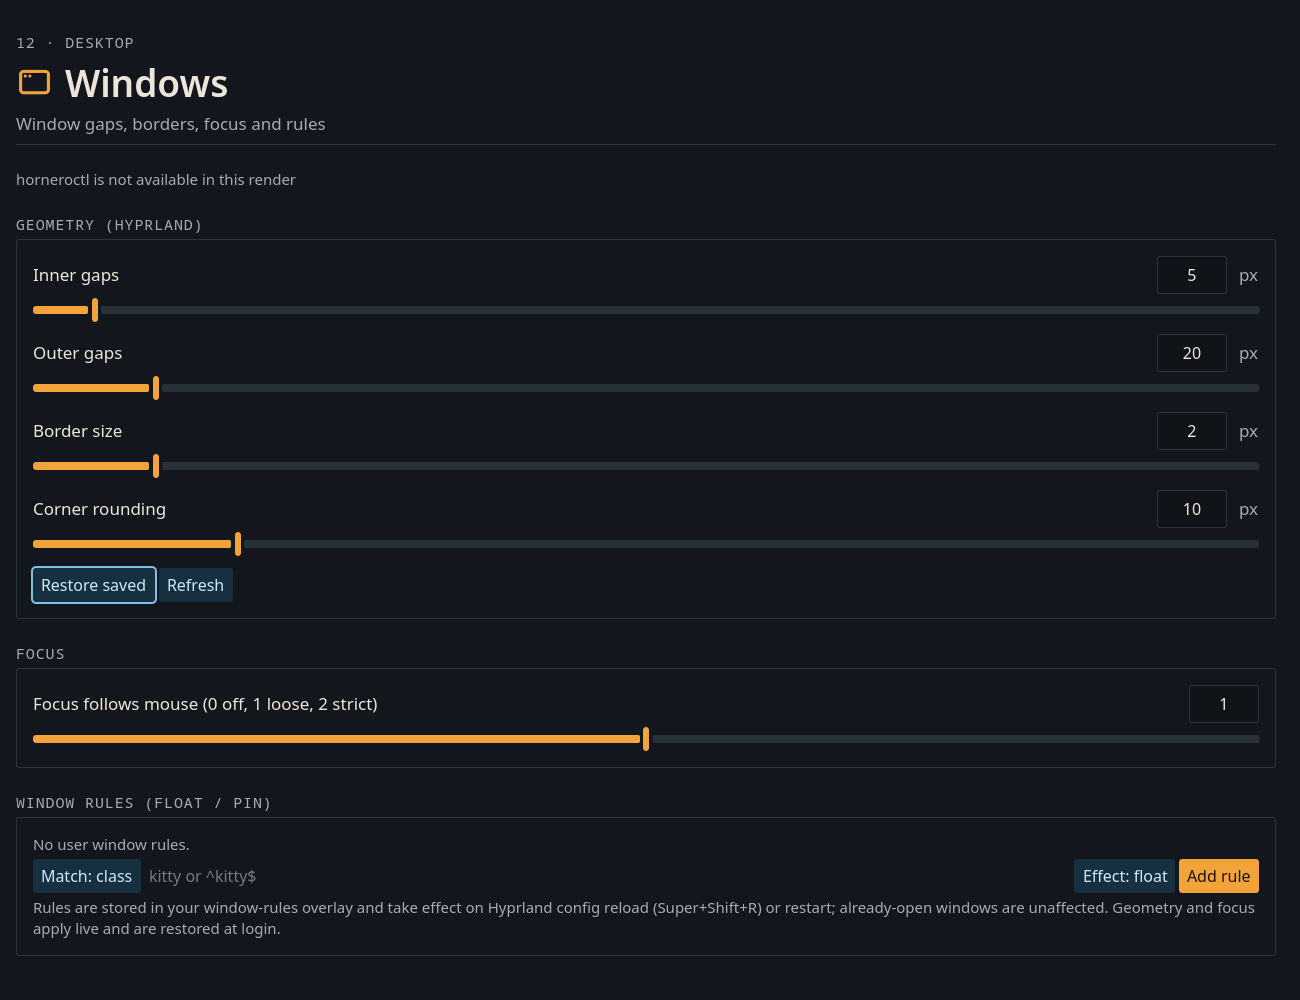 12 · DESKTOP
Windows
Window gaps, borders, focus and rules
horneroctl is not available in this render
GEOMETRY (HYPRLAND)
Inner gaps 5 px
Outer gaps 20 px
Border size 2 px
Corner rounding 10 px
Restore saved Refresh
FOCUS
Focus follows mouse (0 off, 1 loose, 2 strict) 1
WINDOW RULES (FLOAT / PIN)
No user window rules.
Match: class kitty or ^kitty$ Effect: float Add rule
Rules are stored in your window-rules overlay and take effect on Hyprland config reload (Super+Shift+R) or restart; already-open windows are unaffected. Geometry and focus
apply live and are restored at login.